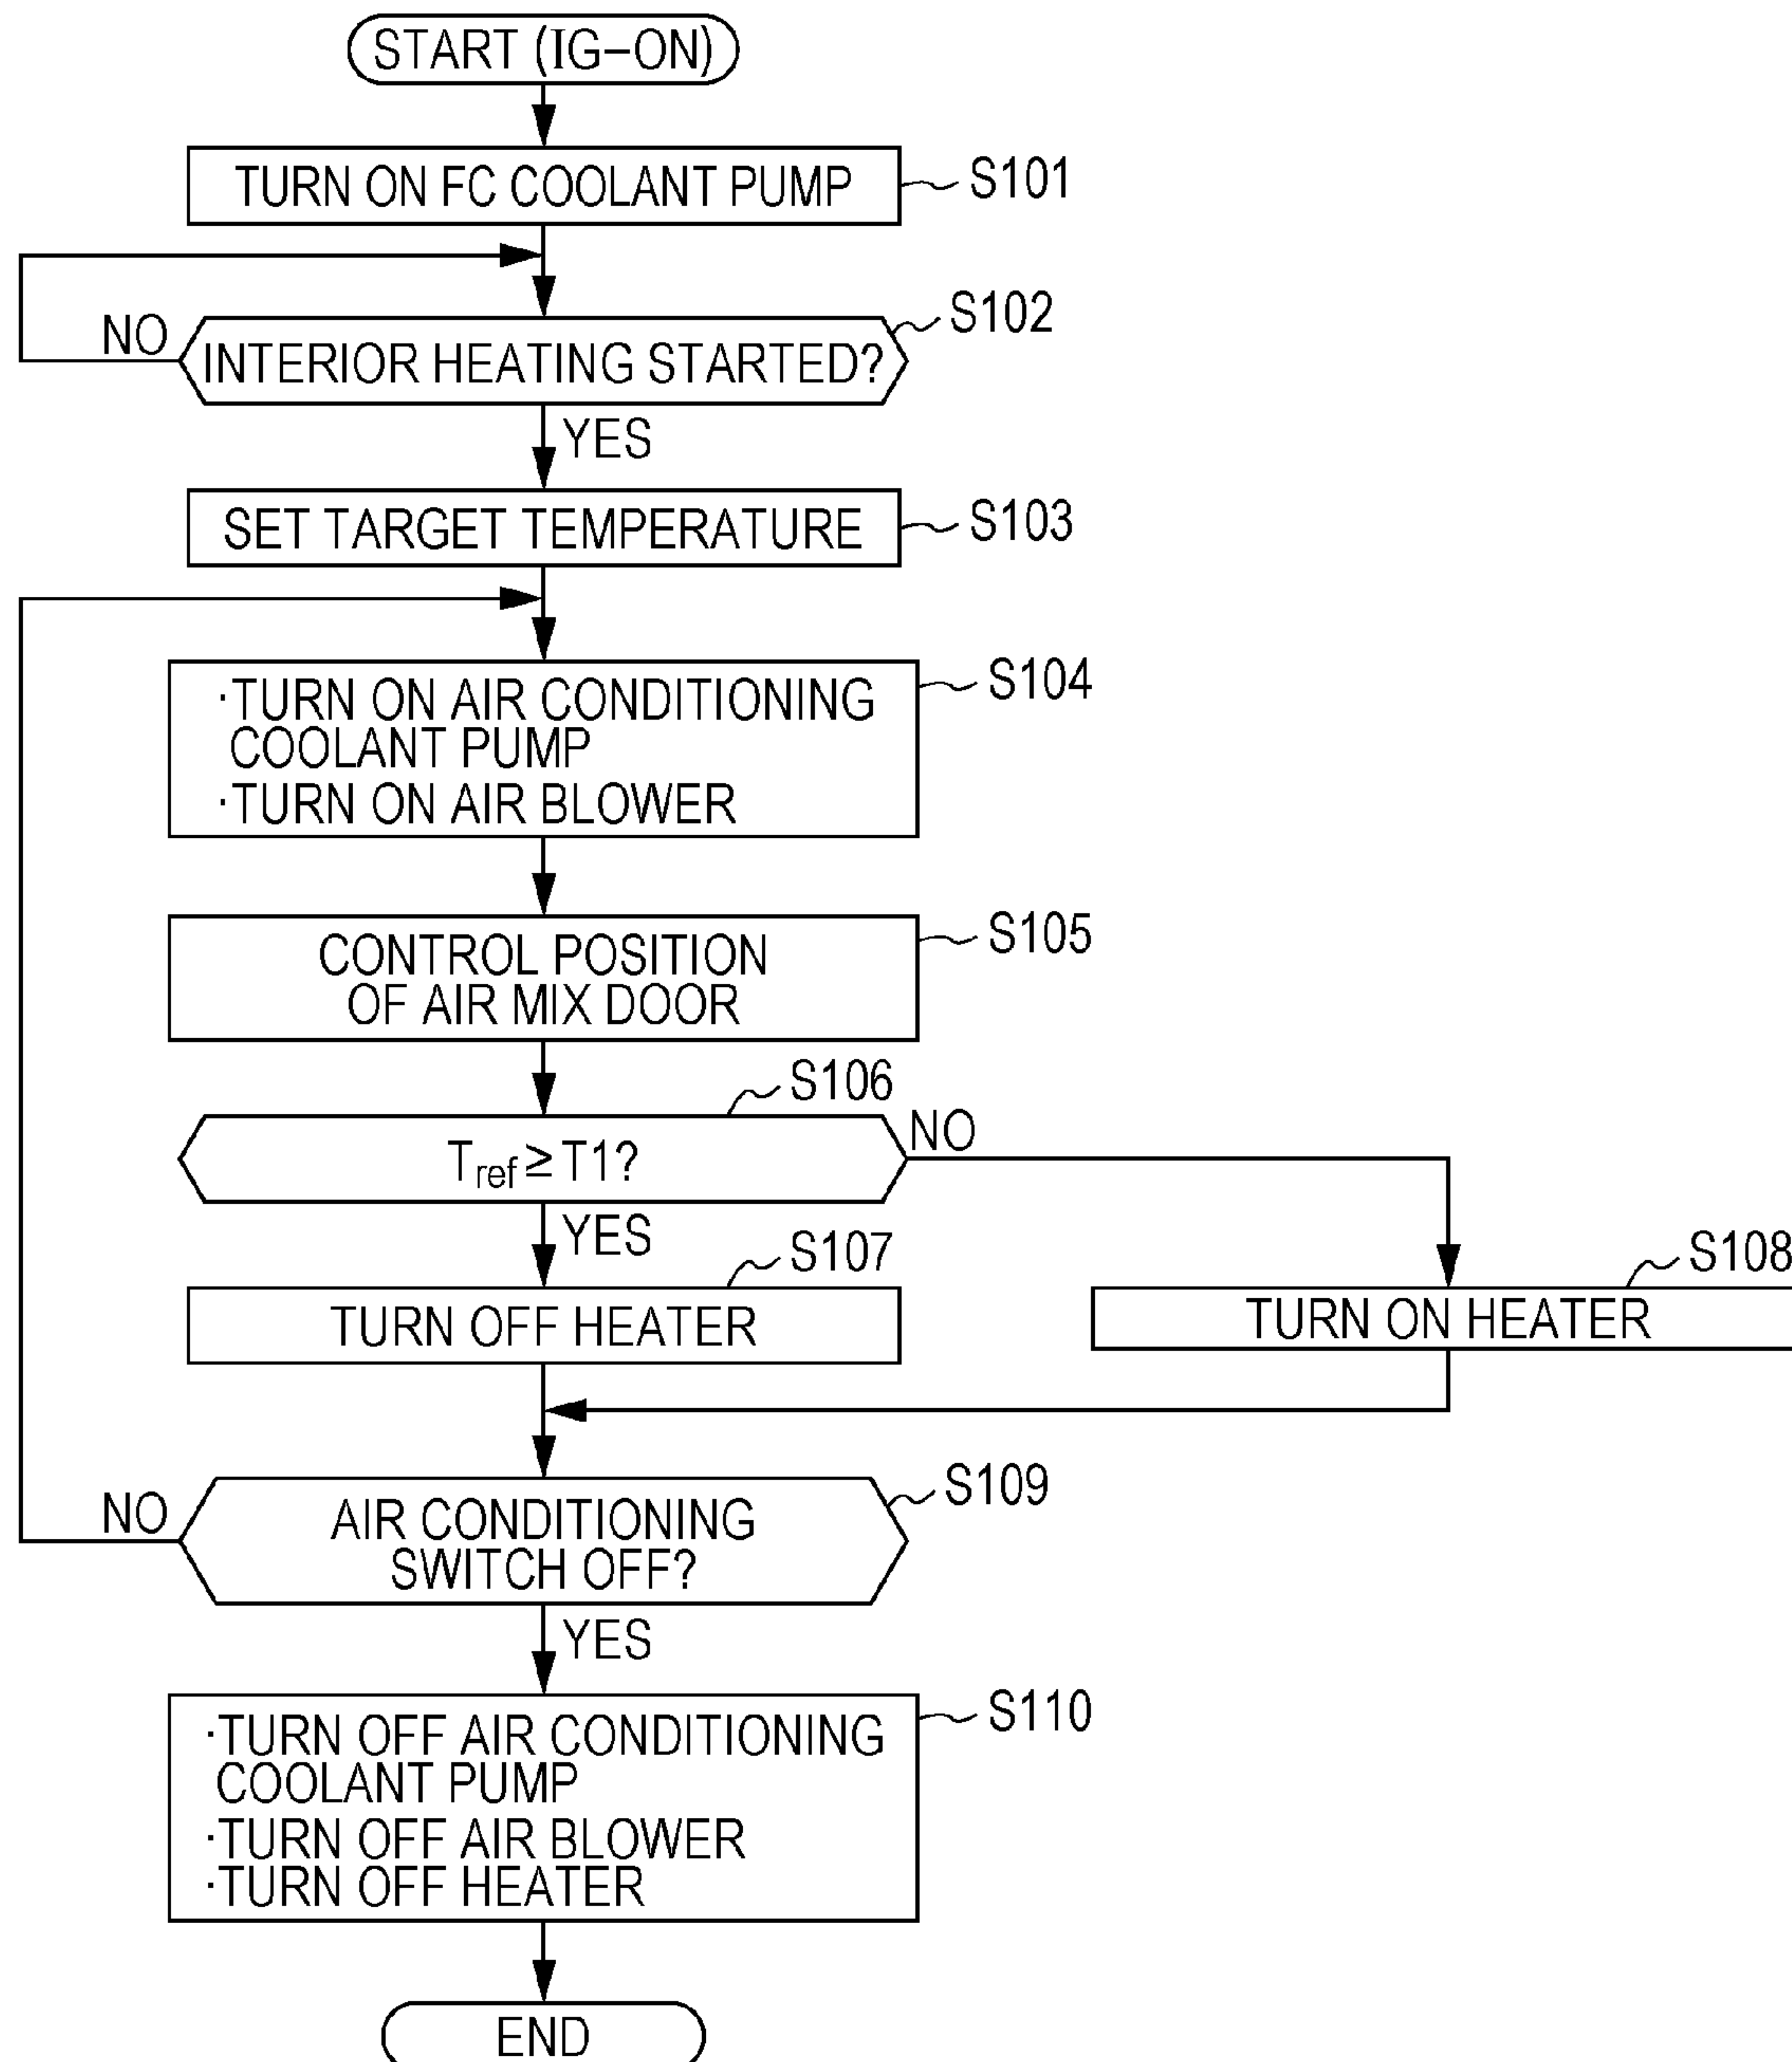 START (IG-ON)
TURN ON FC COOLANT PUMP
S101
S102
NO
INTERIOR HEATING STARTED?
YES
SET TARGET TEMPERATURE
S103
·TURN ON AIR CONDITIONING
COOLANT PUMP
·TURN ON AIR BLOWER
S104
CONTROL POSITION
OF AIR MIX DOOR
S105
S106
Tref ≥ T1?
NO
YES
S107
TURN OFF HEATER
S108
TURN ON HEATER
S109
NO
AIR CONDITIONING
SWITCH OFF?
YES
·TURN OFF AIR CONDITIONING
COOLANT PUMP
·TURN OFF AIR BLOWER
·TURN OFF HEATER
S110
END